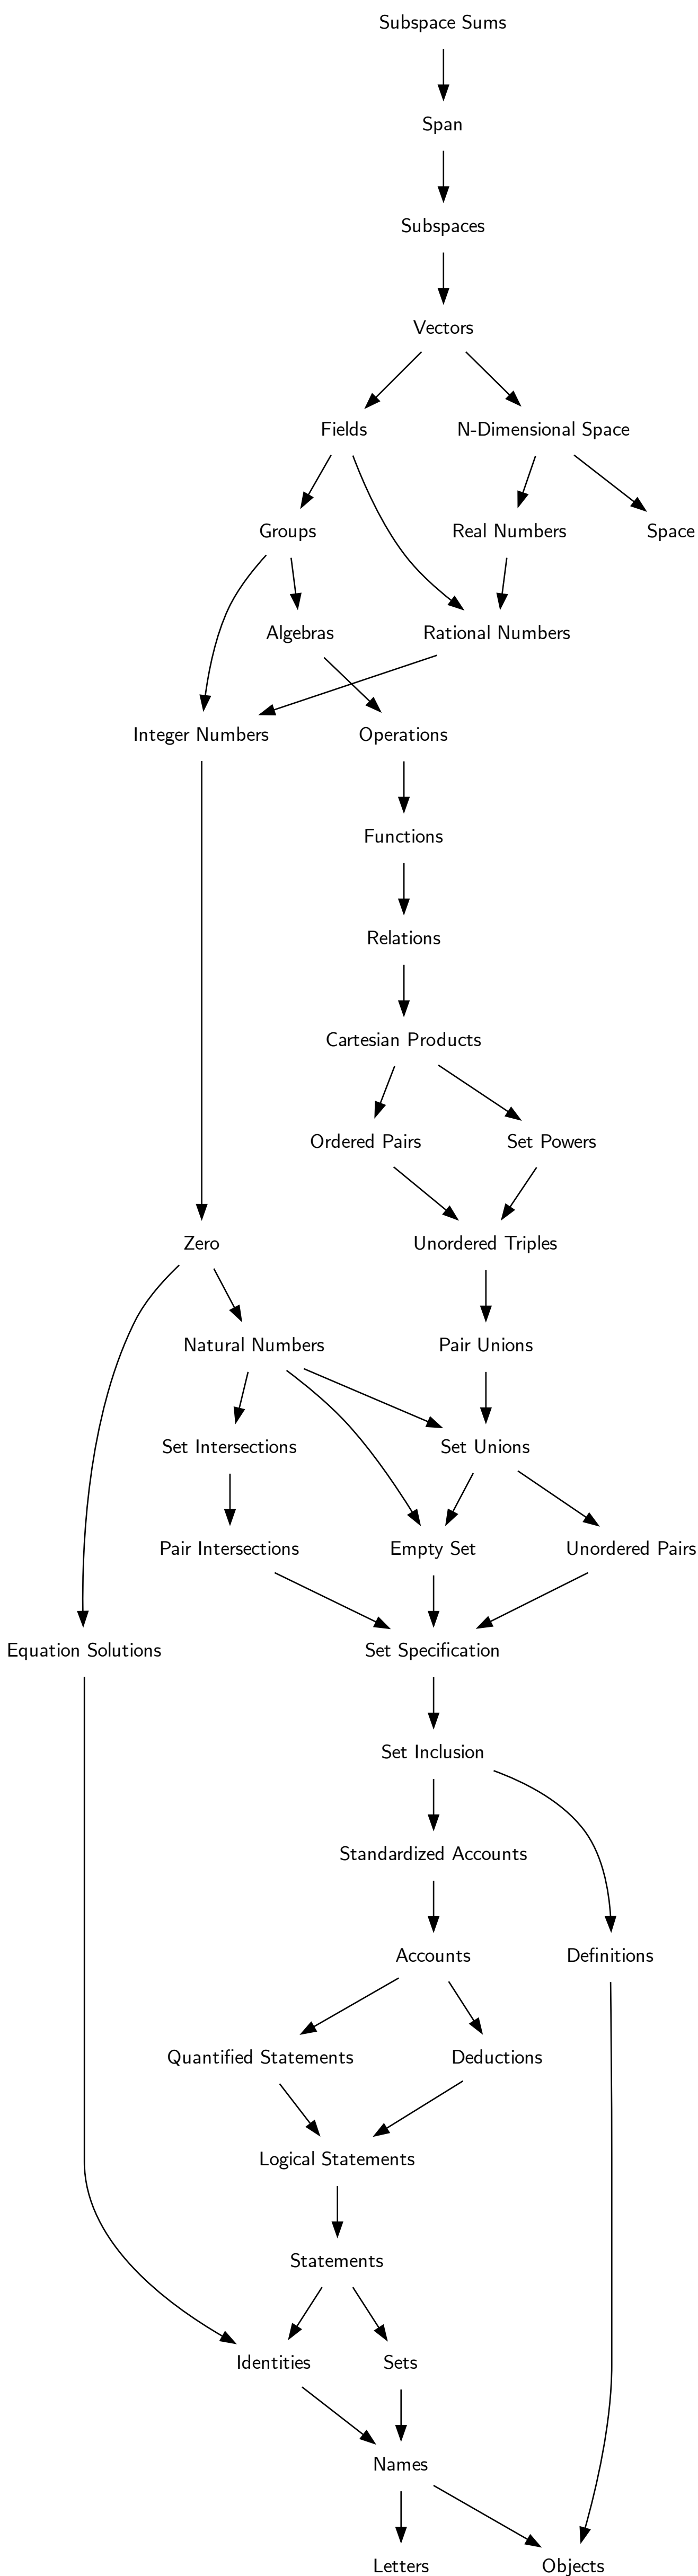 Subspace Sums
Span
Subspaces
Vectors
Fields
N-Dimensional Space
Groups
Real Numbers
Space
Algebras
Rational Numbers
Integer Numbers
Operations
Functions
Relations
Cartesian Products
Ordered Pairs
Set Powers
Zero
Unordered Triples
Natural Numbers
Pair Unions
Set Intersections
Set Unions
Pair Intersections
Empty Set
Unordered Pairs
Equation Solutions
Set Specification
Set Inclusion
Standardized Accounts
Accounts
Definitions
Quantified Statements
Deductions
Logical Statements
Statements
Identities
Sets
Names
Letters
Objects